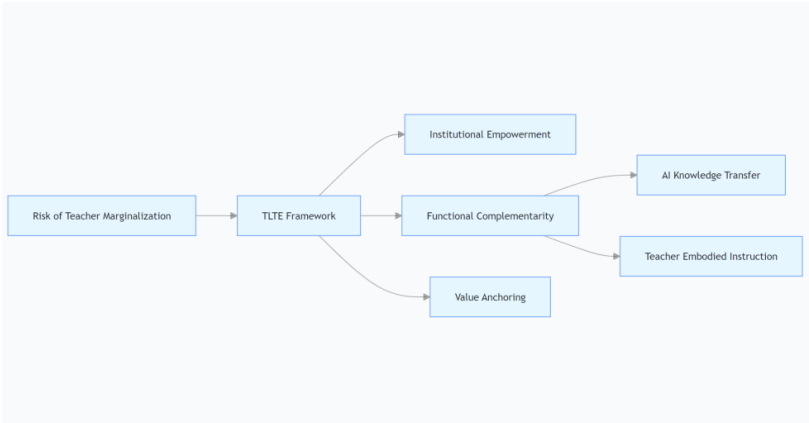 Risk of Teacher Marginalization
TLTE Framework
Institutional Empowerment
Functional Complementarity
Value Anchoring
AI Knowledge Transfer
Teacher Embodied Instruction